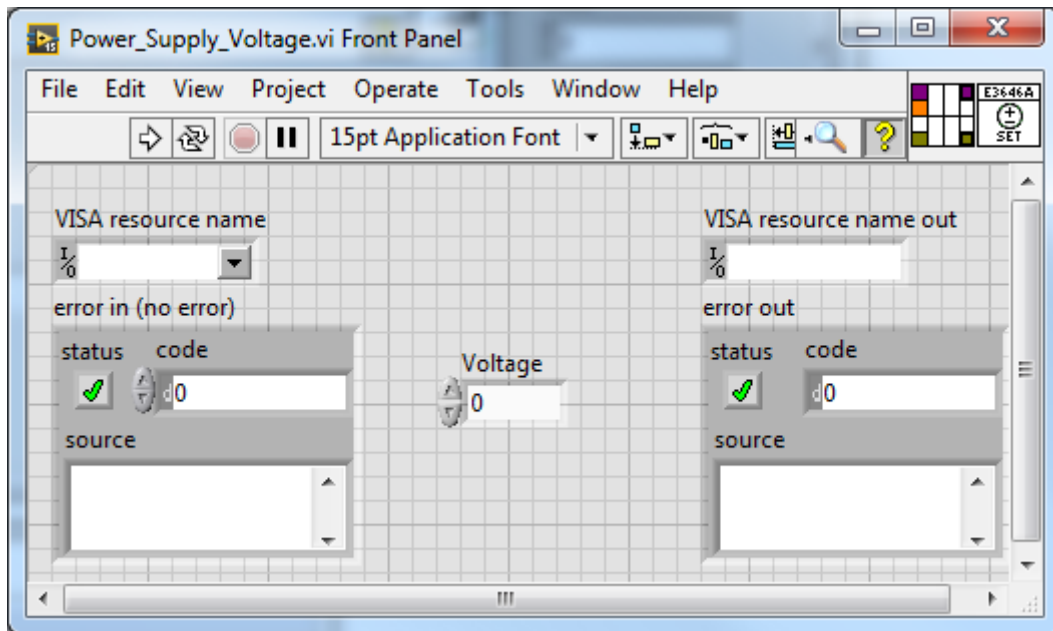 Power_Supply_Voltage.vi Front Panel
File Edit View Project Operate Tools Window Help
15pt Application Font
E3646A
SET
VISA resource name
VISA resource name out
I/O
I/O
error in (no error)
error out
status code
Voltage
status code
d0
0
d0
source
source